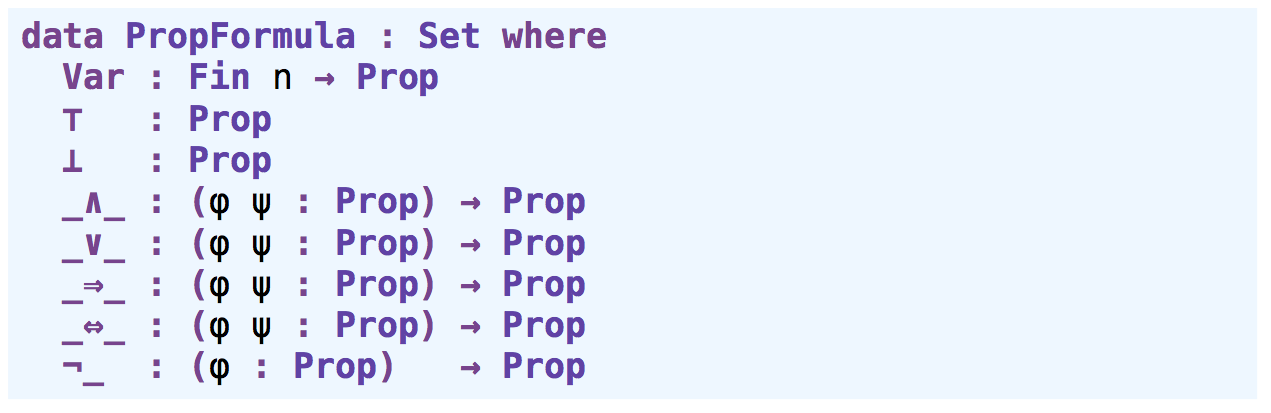 data PropFormula : Set where
  Var : Fin n → Prop
  ⊤   : Prop
  ⊥   : Prop
  _∧_ : (φ ψ : Prop) → Prop
  _∨_ : (φ ψ : Prop) → Prop
  _⇒_ : (φ ψ : Prop) → Prop
  _⇔_ : (φ ψ : Prop) → Prop
  ¬_  : (φ : Prop)   → Prop